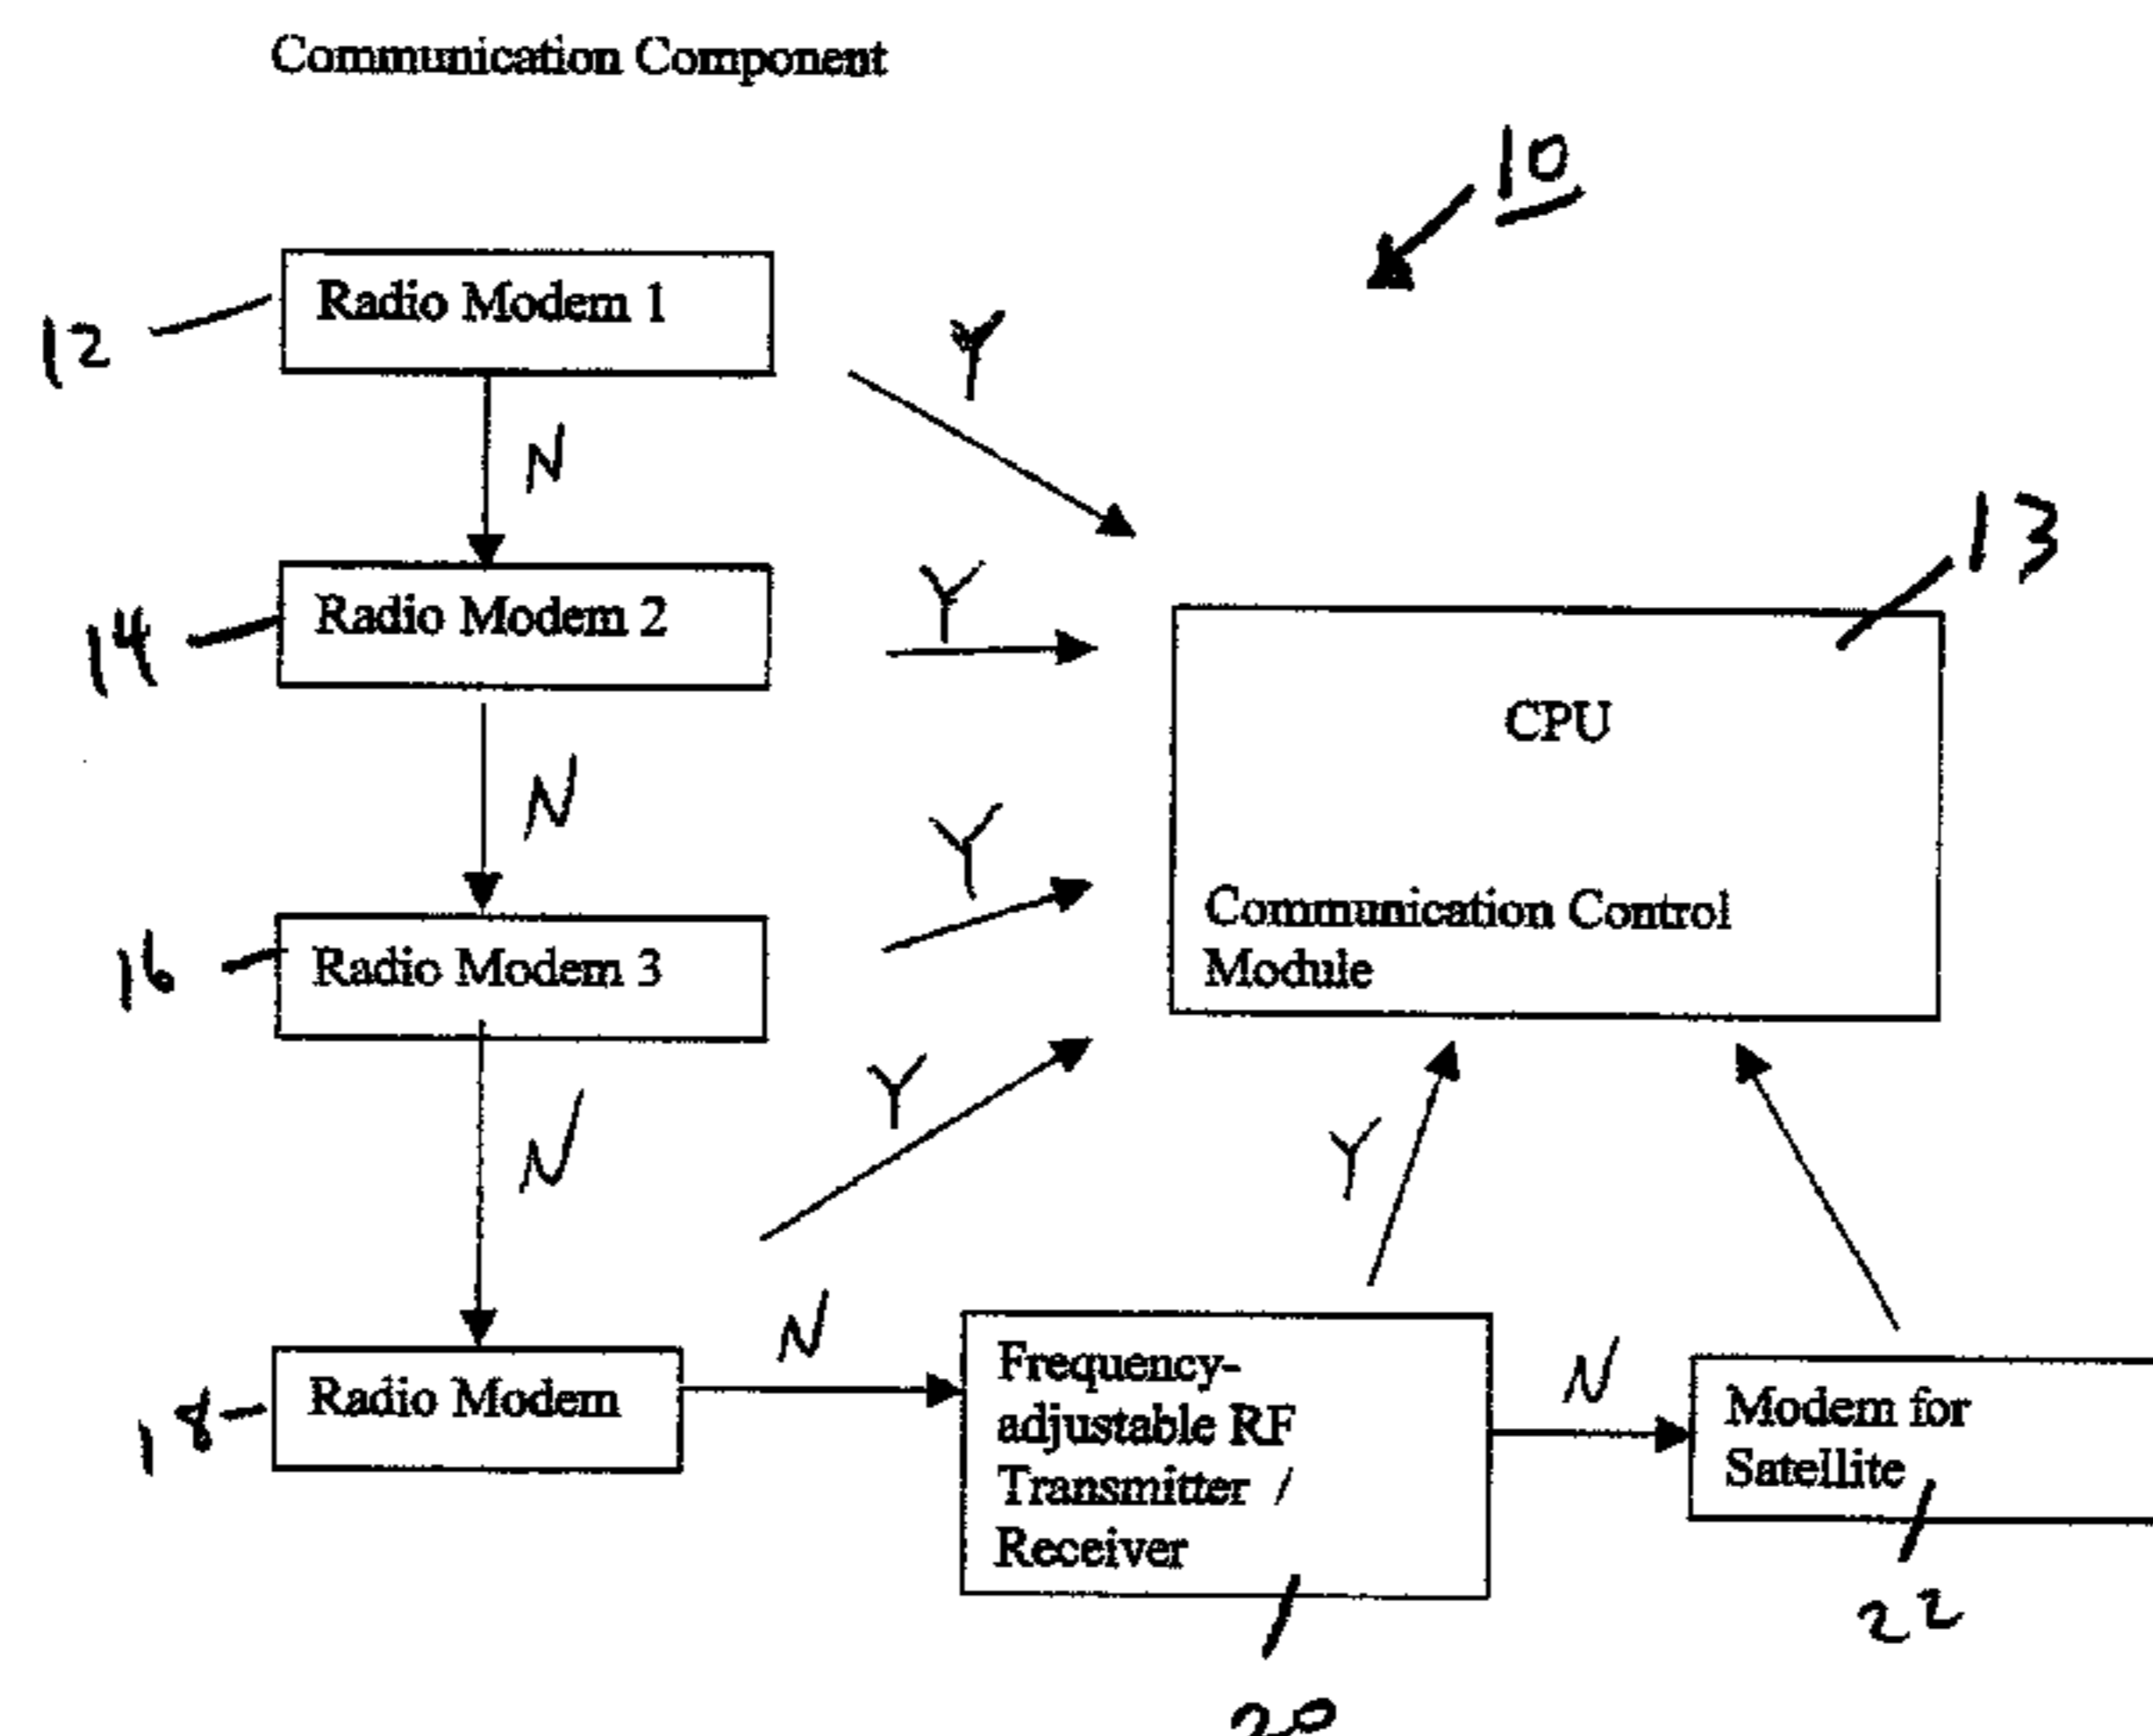 Communication Component
10
Radio Modem 1
12
Y
N
13
Radio Modem 2
14
Y
CPU
N
Y
Communication Control
Module
Radio Modem 3
16
Y
N
Y
N
Radio Modem
18
Frequency-
adjustable RF
Transmitter /
Receiver
N
Modem for
Satellite
20
22